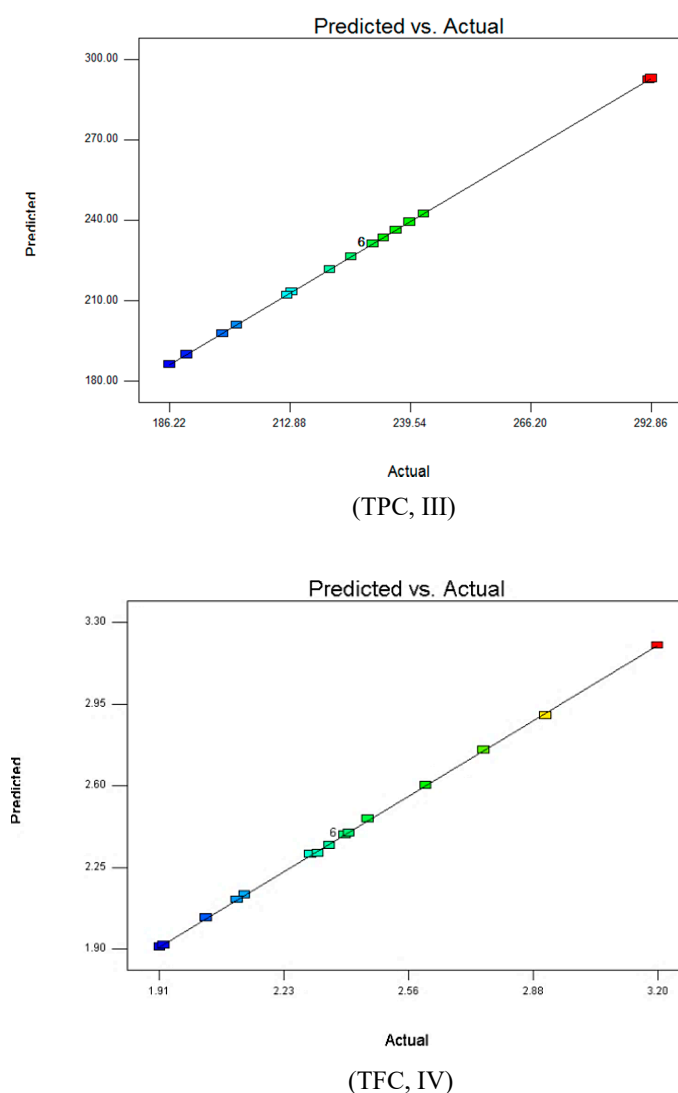 Predicted vs. Actual
300.00
270.00
240.00
210.00
180.00
Predicted
6
186.22 212.88 239.54 266.20 292.86
Actual
(TPC, III)
Predicted vs. Actual
3.30
2.95
2.60
2.25
1.90
Predicted
6
1.91 2.23 2.56 2.88 3.20
Actual
(TFC, IV)